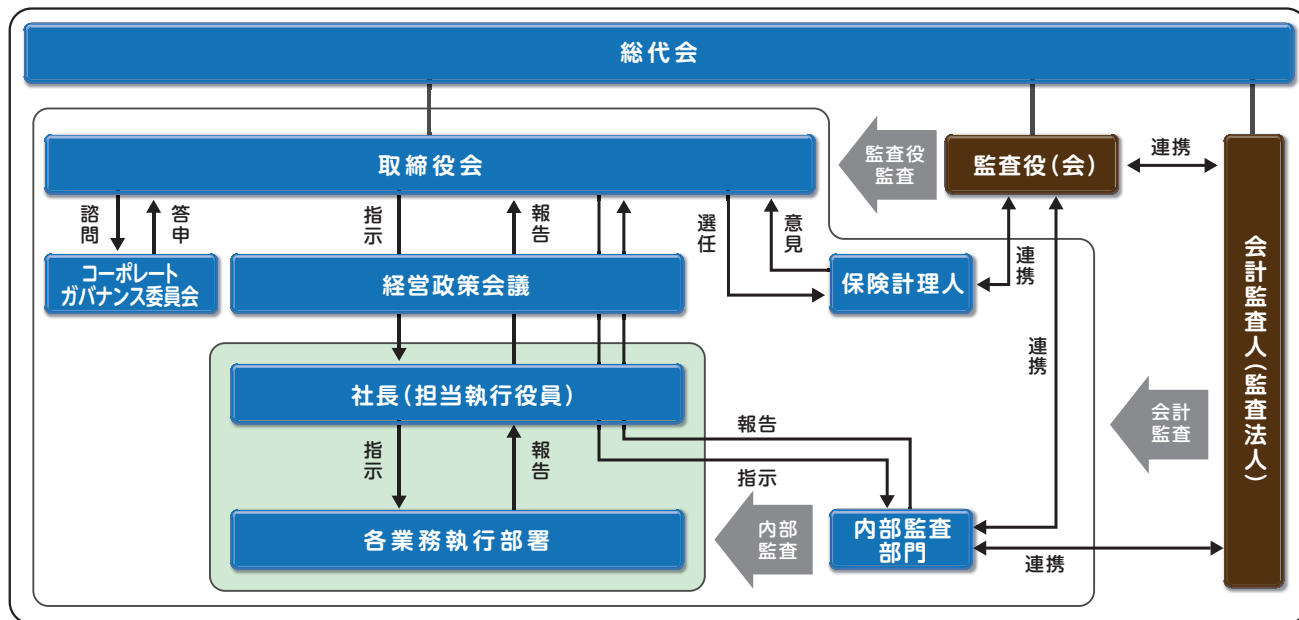 総代会
取締役会
監査役
監査
監査役(会)
連携
諮問
答申
指示
報告
選任
意見
連携
コーポレート
ガバナンス委員会
経営政策会議
保険計理人
会計監査人(監査法人)
連携
社長(担当執行役員)
会計
監査
指示
報告
報告
指示
各業務執行部署
内部
監査
内部監査
部門
連携